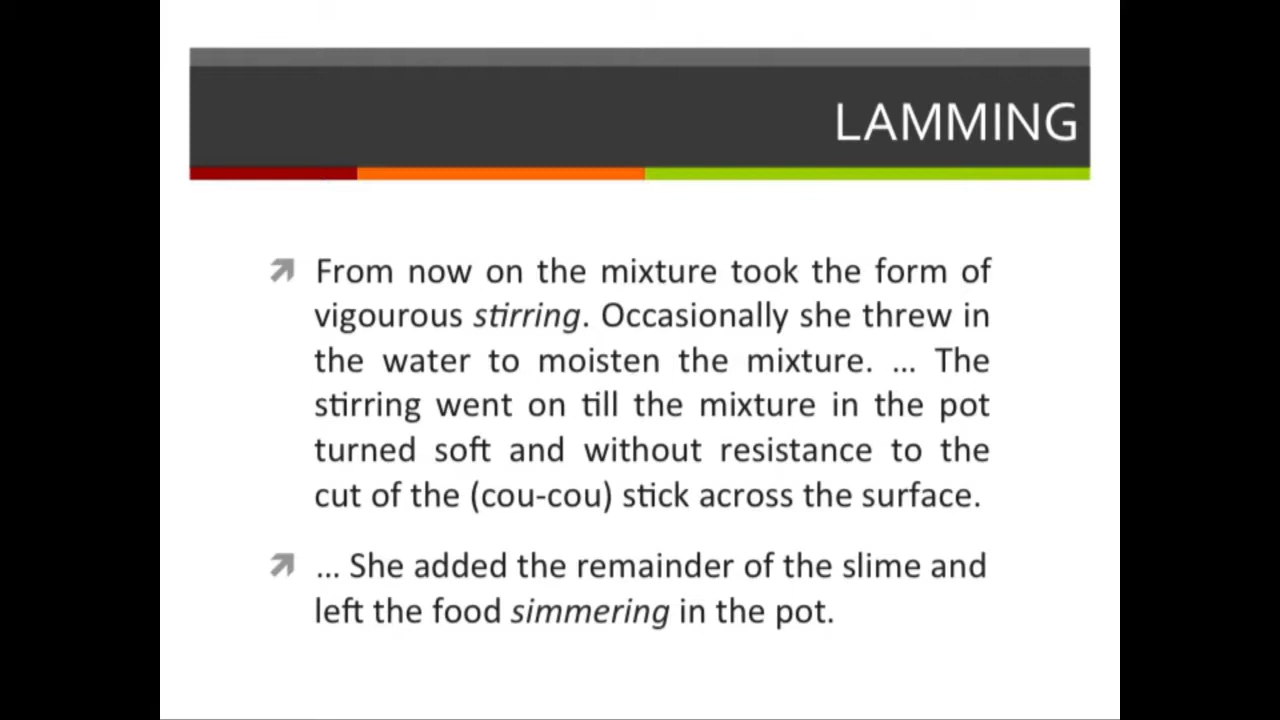 LAMMING
From now on the mixture took the form of
vigourous stirring. Occasionally she threw in
the water to moisten the mixture. ... The
stirring went on till the mixture in the pot
turned soft and without resistance to the
cut of the (cou-cou) stick across the surface.
... She added the remainder of the slime and
left the food simmering in the pot.